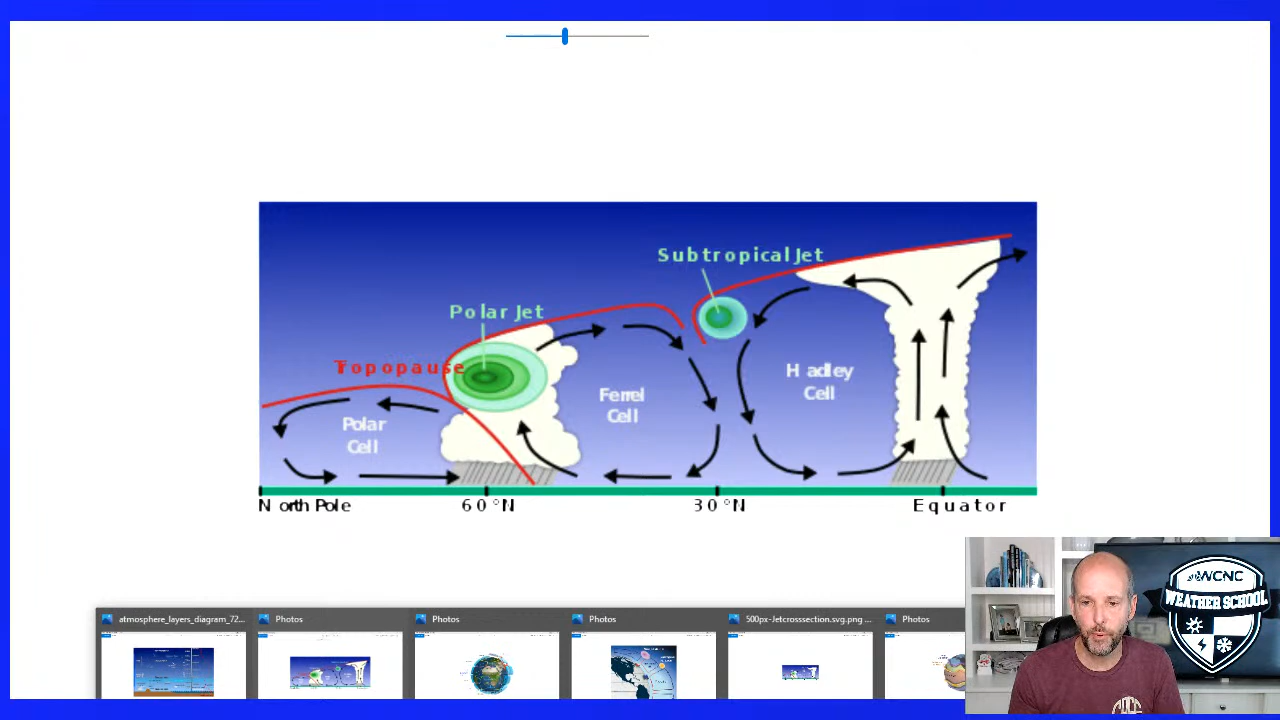 Subtropical Jet
Polar Jet
Tropopause
Hadley
Cell
Ferrel
Cell
Polar
Cell
North Pole
60°N
30°N
Equator
WCNC
WEATHER SCHOOL
atmosphere_layers_diagram_72...
Photos
Photos
Photos
500px-Jetcrosssection.svg.png ...
Photos